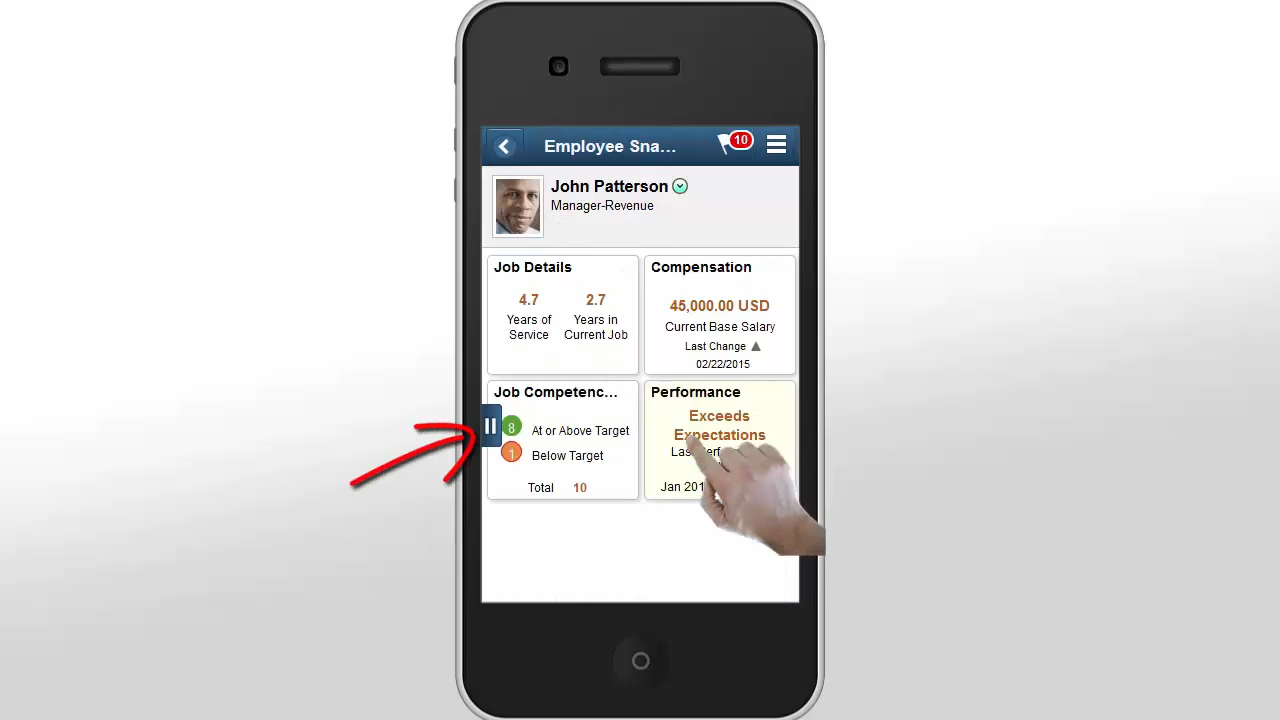 Employee Sna...
10
John Patterson
Manager-Revenue
Job Details
4.7
2.7
Years of Service
Years in Current Job
Compensation
45,000.00 USD
Current Base Salary
Last Change
02/22/2015
Job Competenc...
8 At or Above Target
1 Below Target
Total 10
Performance
Exceeds
Expectations
Jan 201